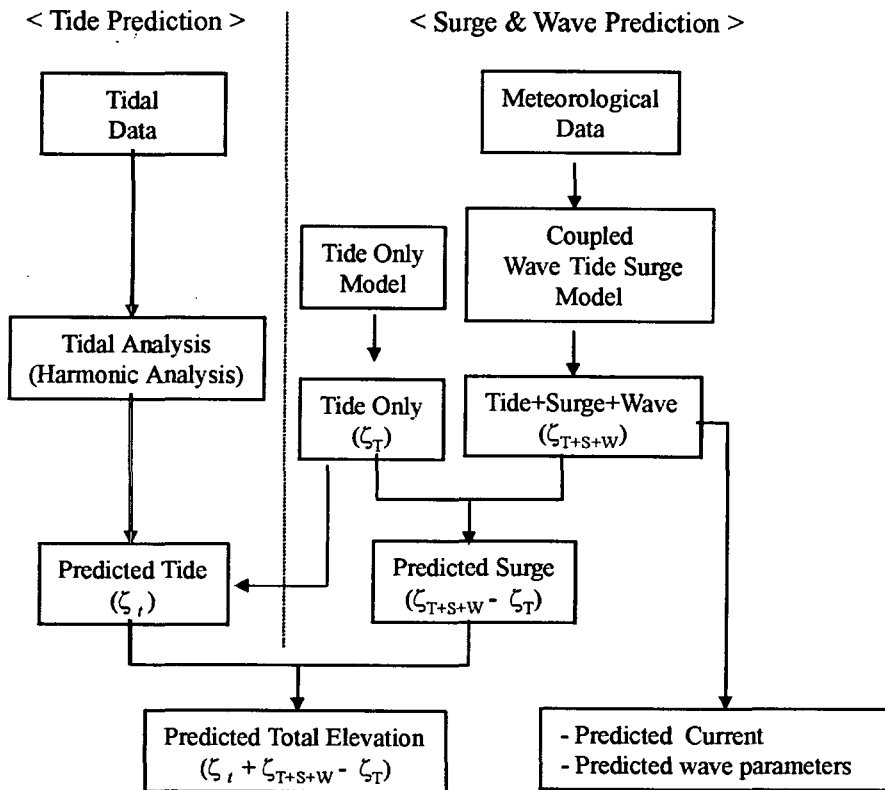 < Tide Prediction >
< Surge & Wave Prediction >
Tidal
Data
Meteorological
Data
Tide Only
Model
Coupled
Wave Tide Surge
Model
Tidal Analysis
(Harmonic Analysis)
Tide Only
(ζT)
Tide+Surge+Wave
(ζT+S+W)
Predicted Tide
(ζt)
Predicted Surge
(ζT+S+W - ζT)
Predicted Total Elevation
(ζt + ζT+S+W - ζT)
- Predicted Current
- Predicted wave parameters